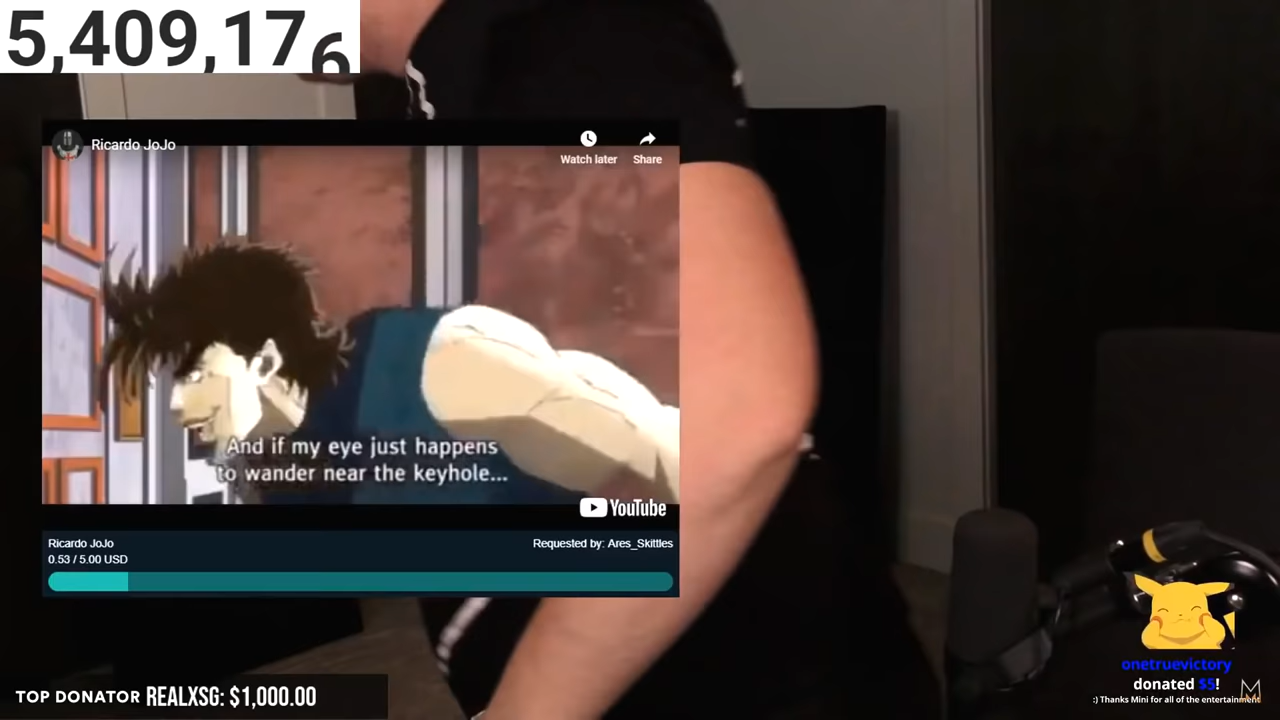 5,409,176
Ricardo JoJo
Watch later
Share
And if my eye just happens
to wander near the keyhole...
YouTube
Ricardo JoJo
Requested by: Ares_Skittles
0.53 / 5.00 USD
onetruevictory
donated $5!
:) Thanks Mini for all of the entertainment
TOP DONATOR REALXSG: $1,000.00